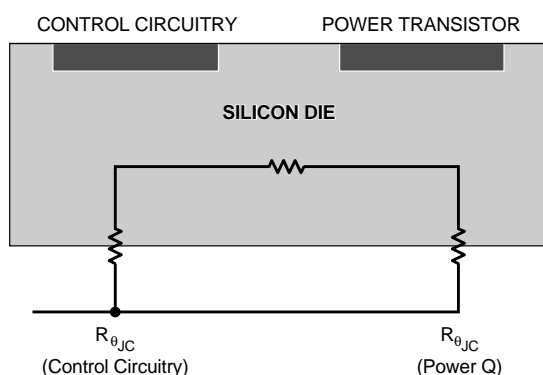 CONTROL CIRCUITRY
POWER TRANSISTOR
SILICON DIE
RθJC
(Control Circuitry)
RθJC
(Power Q)